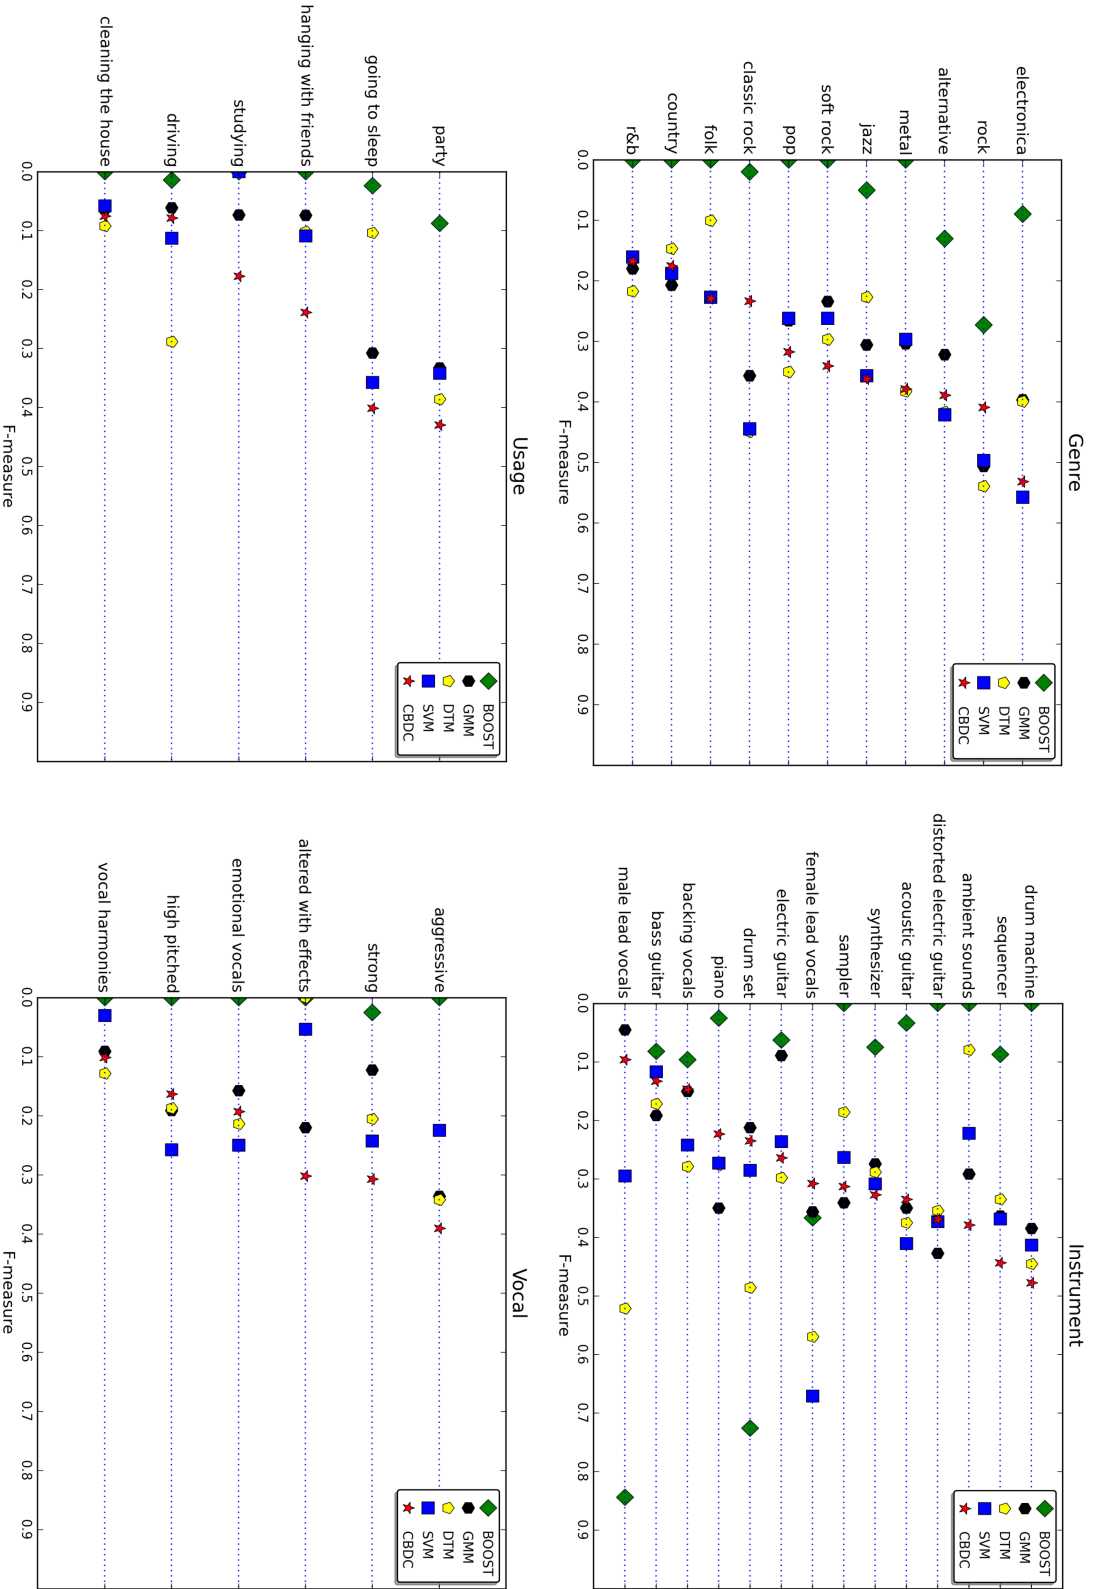 Genre
electronica
rock
alternative
metal
jazz
soft rock
pop
classic rock
folk
country
r&b
0.0 0.1 0.2 0.3 0.4 0.5 0.6 0.7 0.8 0.9
F-measure
BOOST
GMM
DTM
SVM
CBDC
Instrument
drum machine
sequencer
ambient sounds
distorted electric guitar
acoustic guitar
synthesizer
sampler
female lead vocals
electric guitar
drum set
piano
backing vocals
bass guitar
male lead vocals
0.0 0.1 0.2 0.3 0.4 0.5 0.6 0.7 0.8 0.9
F-measure
BOOST
GMM
DTM
SVM
CBDC
Usage
party
going to sleep
hanging with friends
studying
driving
cleaning the house
0.0 0.1 0.2 0.3 0.4 0.5 0.6 0.7 0.8 0.9
F-measure
BOOST
GMM
DTM
SVM
CBDC
Vocal
aggressive
strong
altered with effects
emotional vocals
high pitched
vocal harmonies
0.0 0.1 0.2 0.3 0.4 0.5 0.6 0.7 0.8 0.9
F-measure
BOOST
GMM
DTM
SVM
CBDC